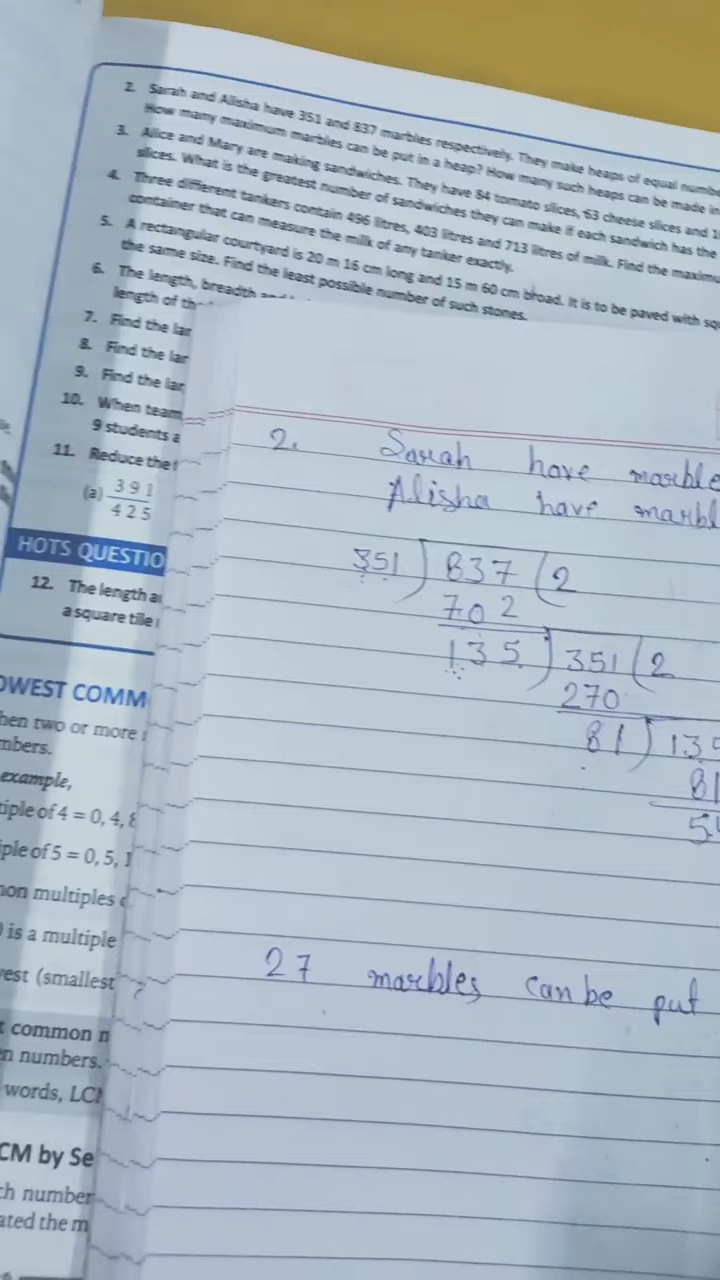 2. Sarah and Alisha have 351 and 837 marbles respectively. They make heaps of equal numbe
How many maximum marbles can be put in a heap? How many such heaps can be made in
3. Alice and Mary are making sandwiches. They have 84 tomato slices, 63 cheese slices and 1
slices. What is the greatest number of sandwiches they can make if each sandwich has the
4. Three different tankers contain 496 litres, 403 litres and 713 litres of milk. Find the maximu
container that can measure the milk of any tanker exactly.
5. A rectangular courtyard is 20 m 16 cm long and 15 m 60 cm broad. It is to be paved with squ
the same size. Find the least possible number of such stones.
6. The length, breadth
length of
7. Find the lar
8. Find the lar
9. Find the lar
10. When team
9 students a
11. Reduce the
(a) 391
425
HOTS QUESTIO
12. The length a
a square tile
OWEST COMM
hen two or more
mbers.
example,
tiple of 4 = 0, 4, 8
iple of 5 = 0, 5, 1
non multiples
is a multiple
vest (smallest
common n
en numbers.
words, LCM
CM by Se
ch number
ated the m
2. Sarah have marble
Alisha have marbl
351 ) 837 ( 2
702
135 ) 351 ( 2
270
81 ) 135
81
54
27 marbles can be put